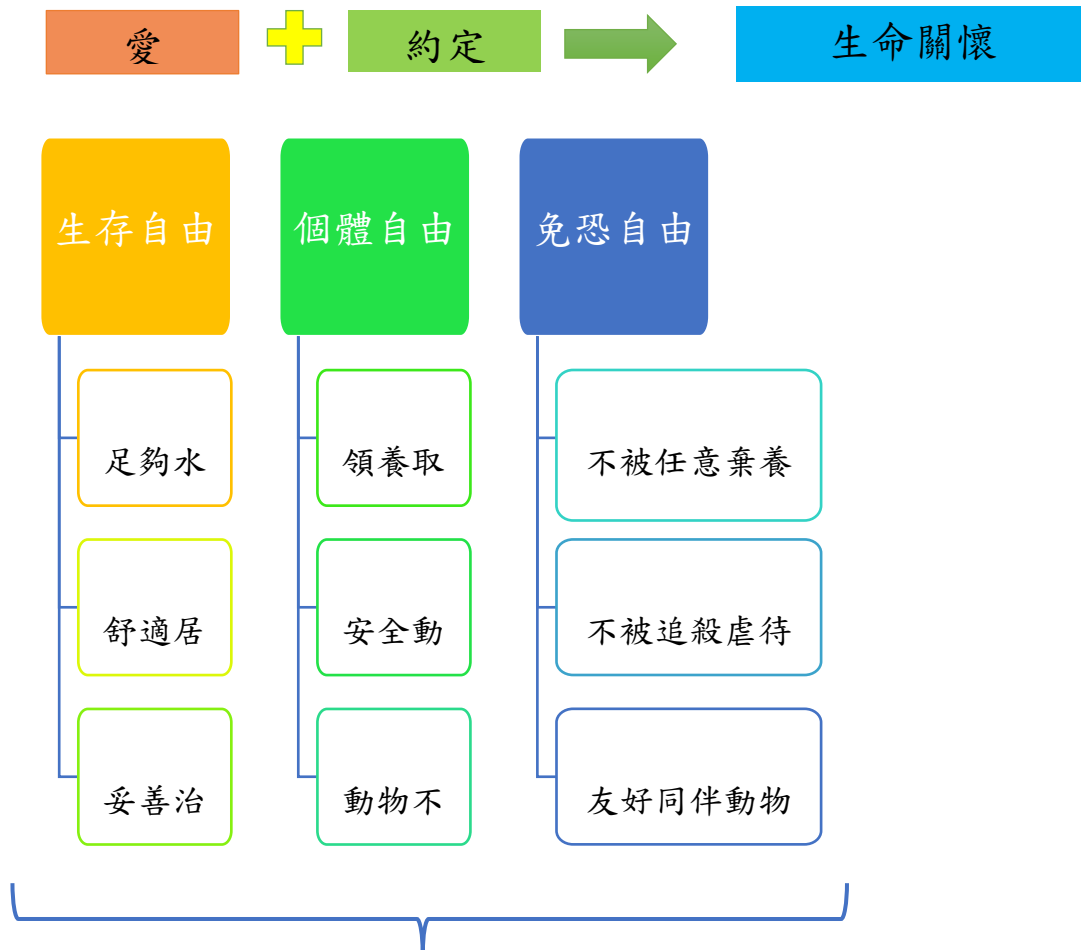 愛
約定
生命關懷
生存自由
個體自由
免恐自由
足夠水
領養取
不被任意棄養
舒適居
安全動
不被追殺虐待
妥善治
動物不
友好同伴動物